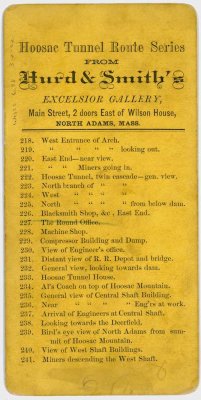 Hoosac Tunnel Route Series
FROM
Hurd & Smith's
EXCELSIOR GALLERY,
Main Street, 2 doors East of Wilson House,
NORTH ADAMS, MASS.
218. West Entrance of Arch.
219. " " " " looking out.
220. East End—near view.
221. " " Miners going in.
222. Hoosac Tunnel, twin cascade—gen. view.
223. North branch of " "
224. West " " "
225. North " " " from below dam.
226. Blacksmith Shop, &c, East End.
227. The Round Office.
228. Machine Shop.
229. Compressor Building and Dump.
230. View of Engineer's office.
231. Distant view of R. R. Depot and bridge.
232. General view, looking towards dam.
233. Hoosac Tunnel House.
234. Al's Coach on top of Hoosac Mountain.
235. General view of Central Shaft Building.
236. Near " " " Eng'rs at work.
237. Arrival of Engineers at Central Shaft.
238. Looking towards the Deerfield.
239. Bird's eye view of North Adams from sum-
mit of Hoosac Mountain.
240. View of West Shaft Buildings.
241. Miners descending the West Shaft.